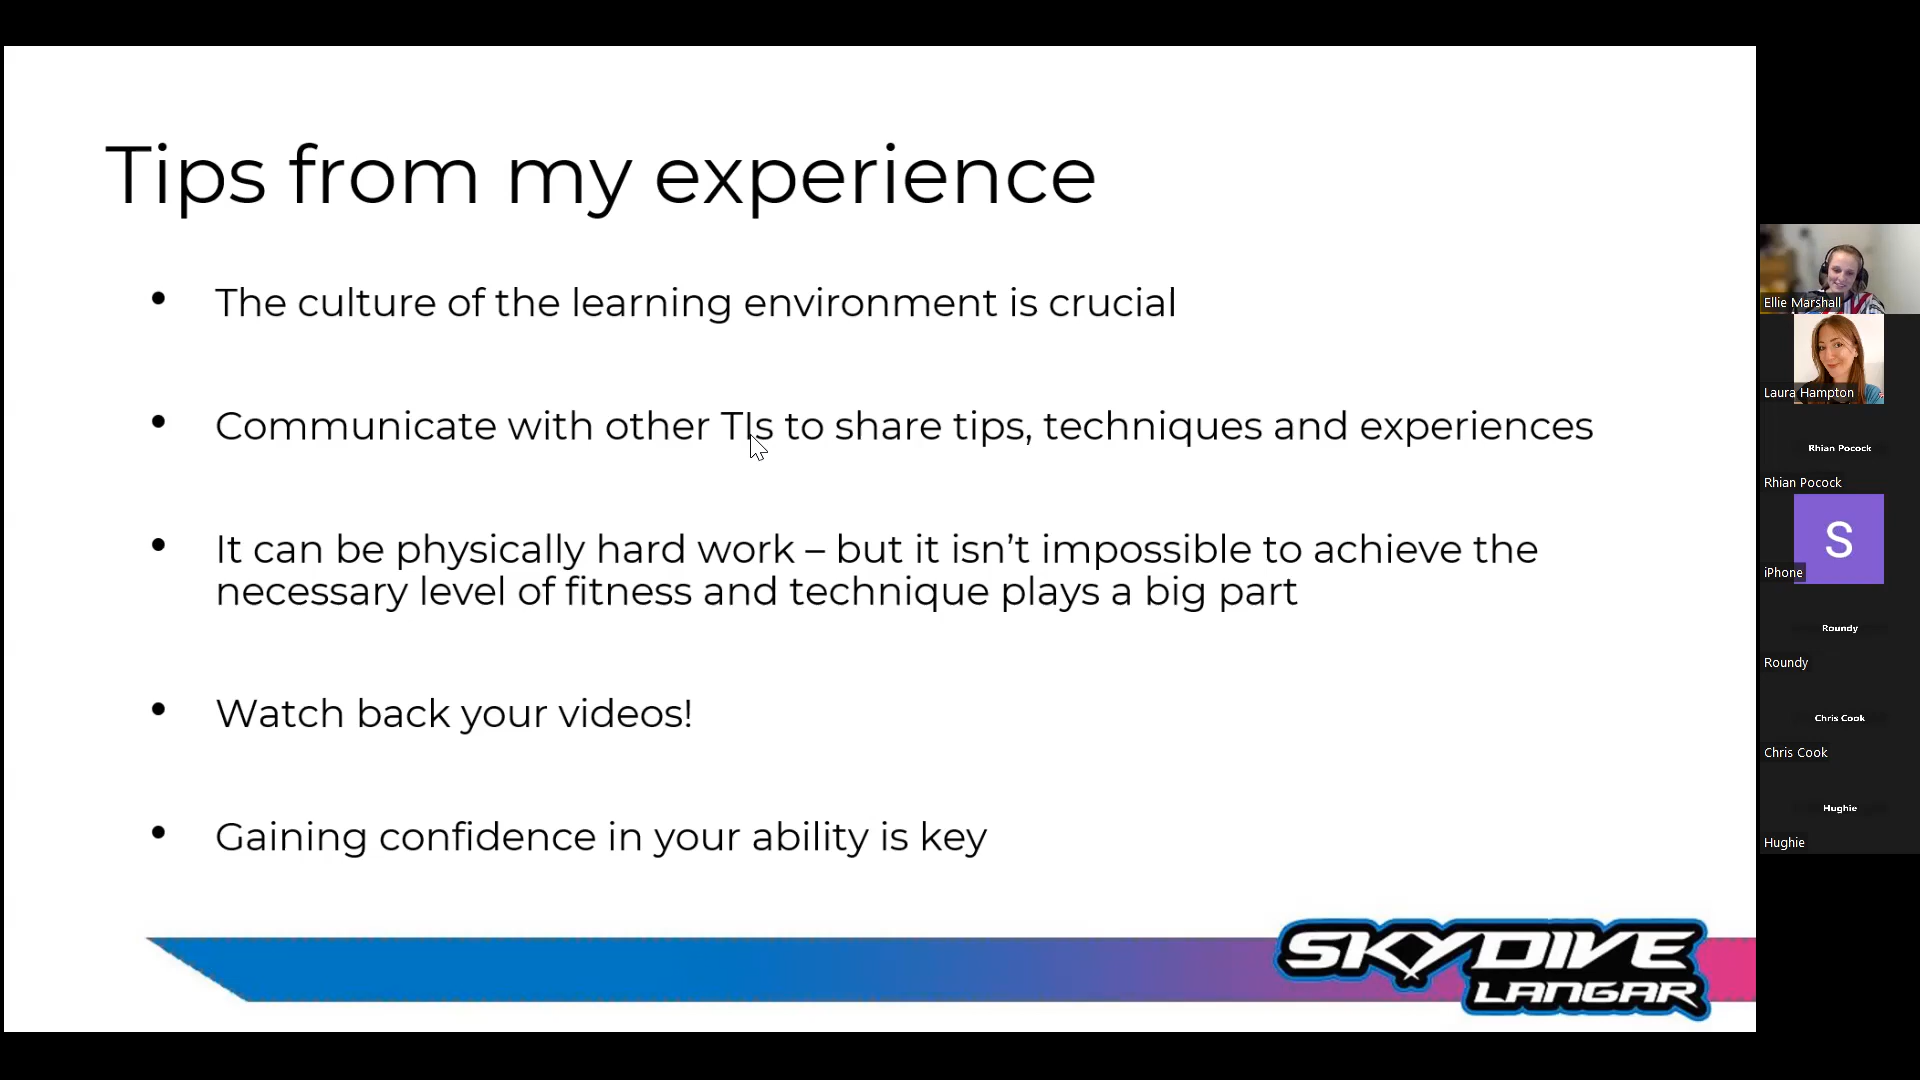 Tips from my experience
• The culture of the learning environment is crucial
• Communicate with other TIs to share tips, techniques and experiences
• It can be physically hard work – but it isn’t impossible to achieve the
necessary level of fitness and technique plays a big part
• Watch back your videos!
• Gaining confidence in your ability is key
SKYDIVE
LANGAR
Ellie Marshall
Laura Hampton
Rhian Pocock
Rhian Pocock
S
iPhone
Roundy
Roundy
Chris Cook
Chris Cook
Hughie
Hughie